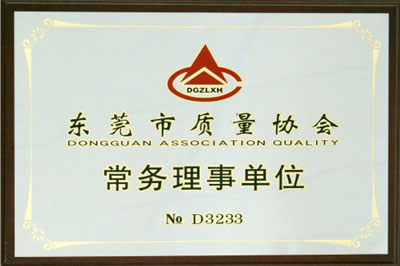 DGZLXH
东莞市质量协会
DONGGUAN ASSOCIATION QUALITY
常务理事单位
No D3233